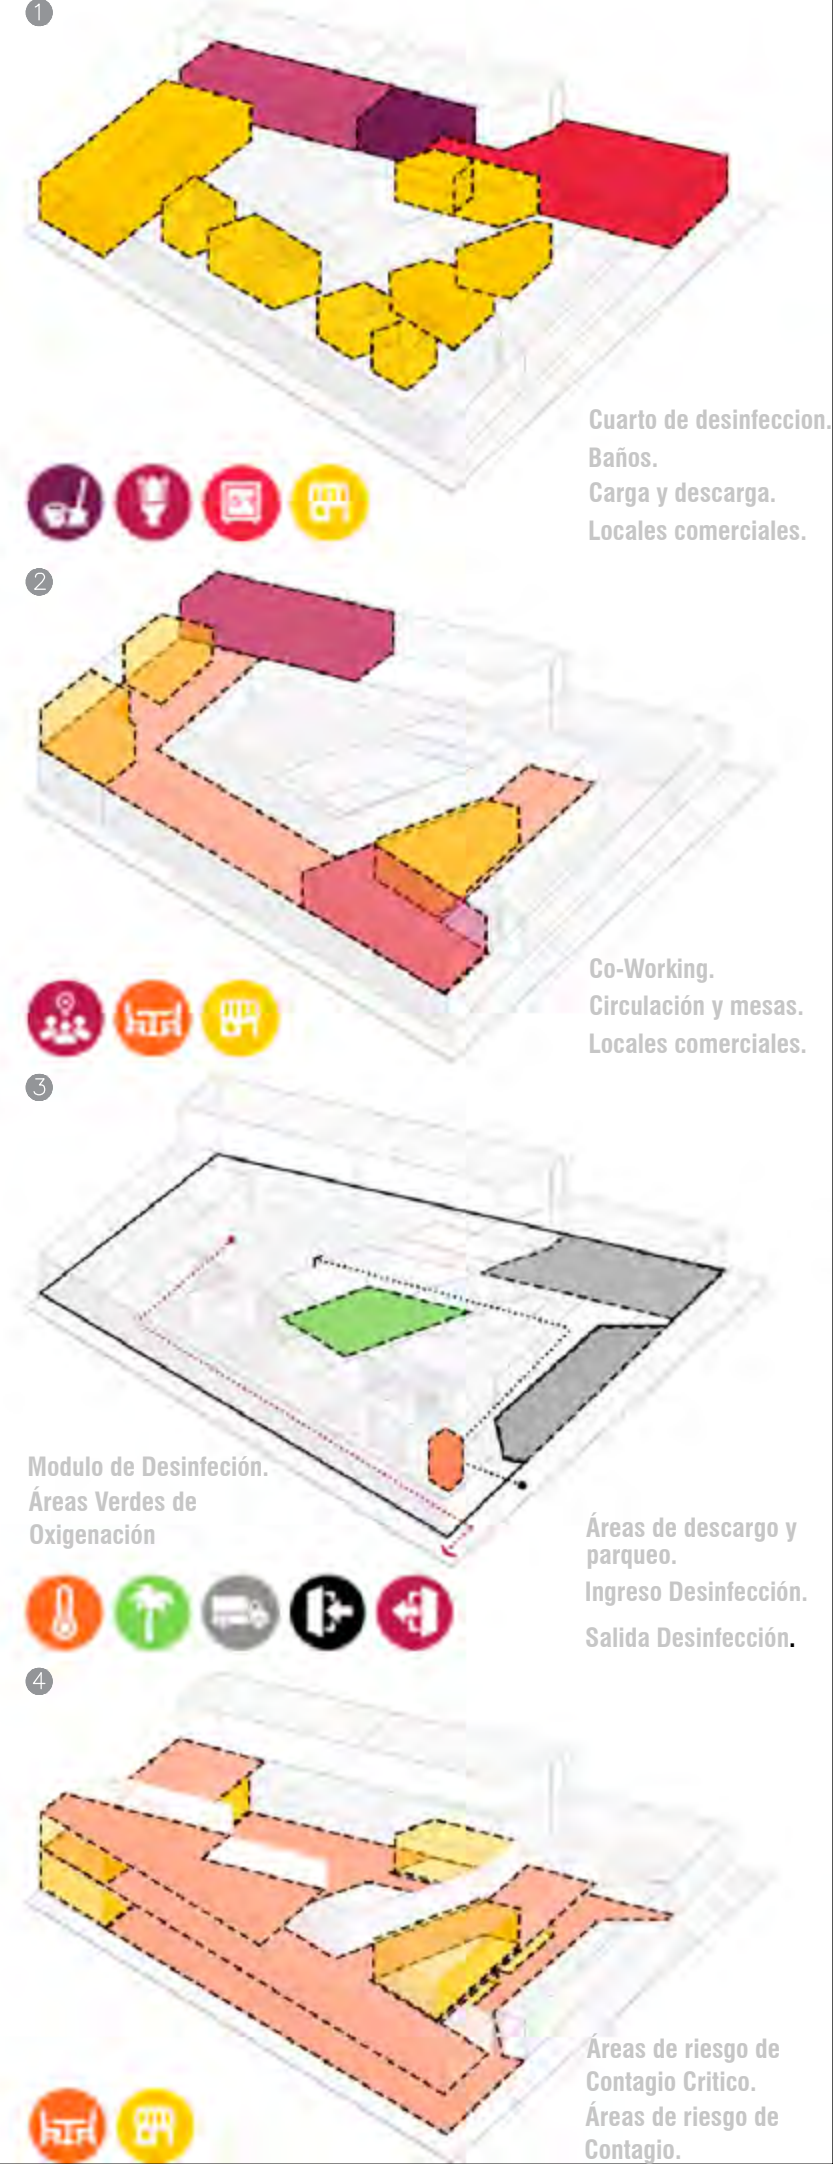 1
Cuarto de desinfeccion.
Baños.
Carga y descarga.
Locales comerciales.
2
Co-Working.
Circulación y mesas.
Locales comerciales.
3
Modulo de Desinfeción.
Áreas Verdes de
Oxigenación
Áreas de descargo y
parqueo.
Ingreso Desinfección.
Salida Desinfección.
4
Áreas de riesgo de
Contagio Critico.
Áreas de riesgo de
Contagio.